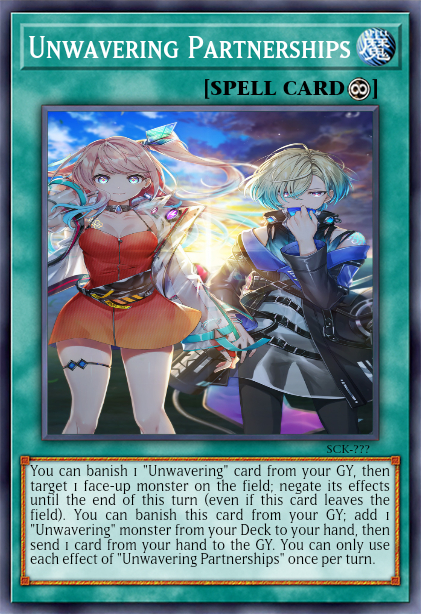 UNWAVERING PARTNERSHIPS
魔
[SPELL CARD]
SCK-???
You can banish 1 "Unwavering" card from your GY, then
target 1 face-up monster on the field; negate its effects
until the end of this turn (even if this card leaves the
field). You can banish this card from your GY; add 1
"Unwavering" monster from your Deck to your hand, then
send 1 card from your hand to the GY. You can only use
each effect of "Unwavering Partnerships" once per turn.